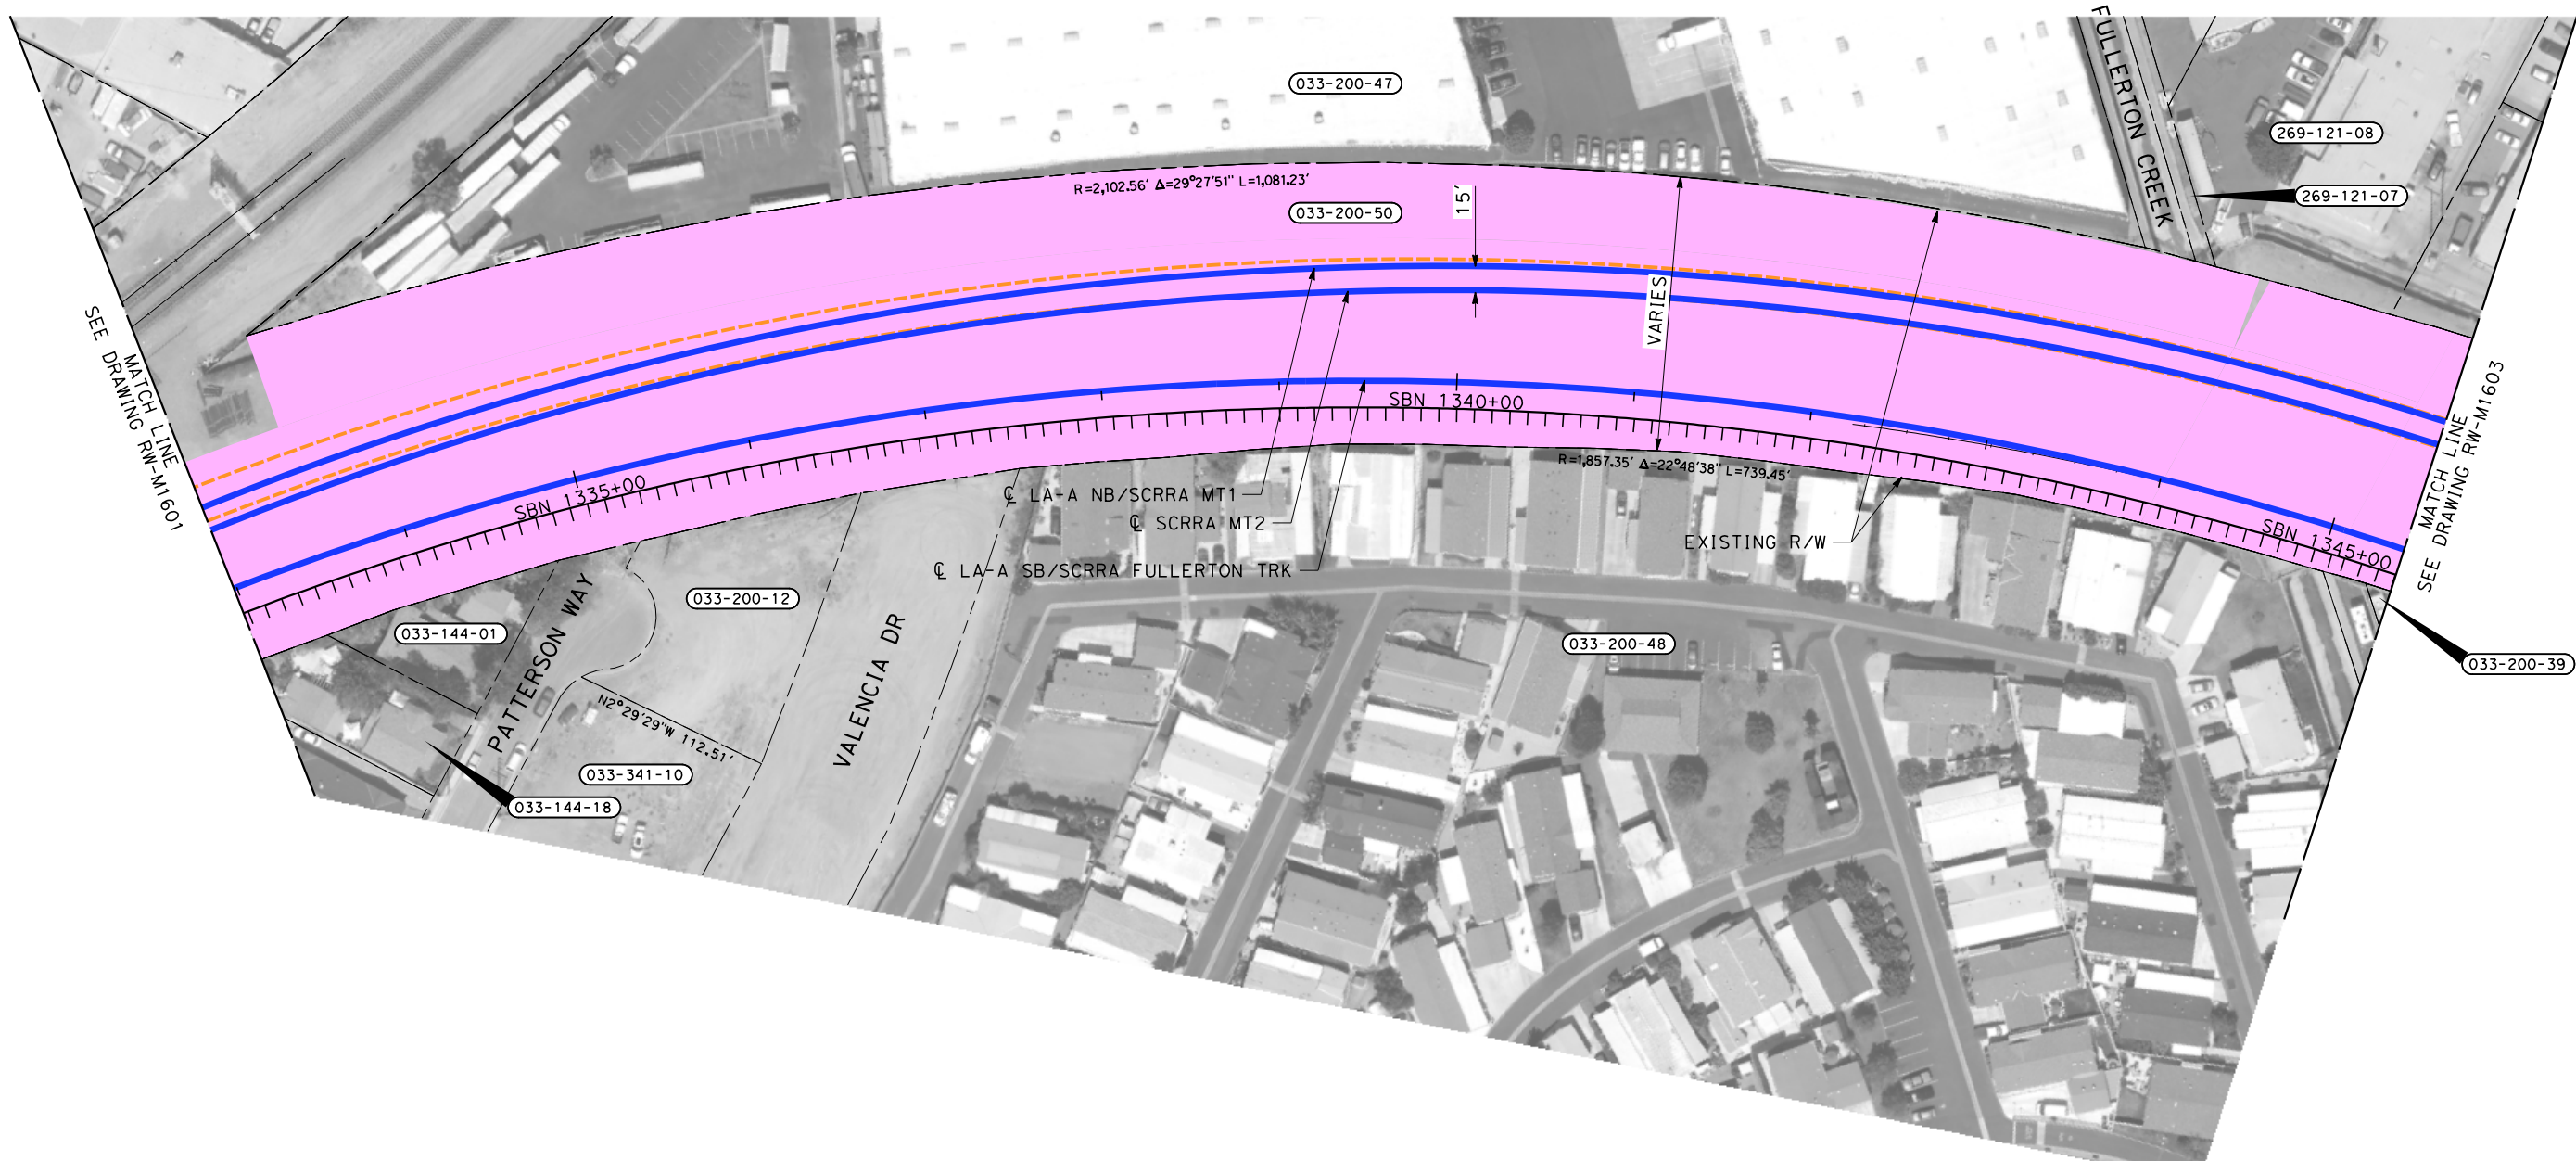 FULLERTON CREEK
033-200-47
269-121-08
R=2,102.56' Δ=29°27'51" L=1,081.23'
033-200-50
15'
269-121-07
VARIES
MATCH LINE
SEE DRAWING RW-M1601
MATCH LINE
SEE DRAWING RW-M1603
SBN 1340+00
SBN 1335+00
SBN 1345+00
R=1,857.35' Δ=22°48'38" L=739.45'
℄ LA-A NB/SCRRA MT1
℄ SCRRA MT2
EXISTING R/W
℄ LA-A SB/SCRRA FULLERTON TRK
033-200-12
033-144-01
PATTERSON WAY
VALENCIA DR
033-200-48
033-200-39
N2°29'29"W 112.51'
033-341-10
033-144-18